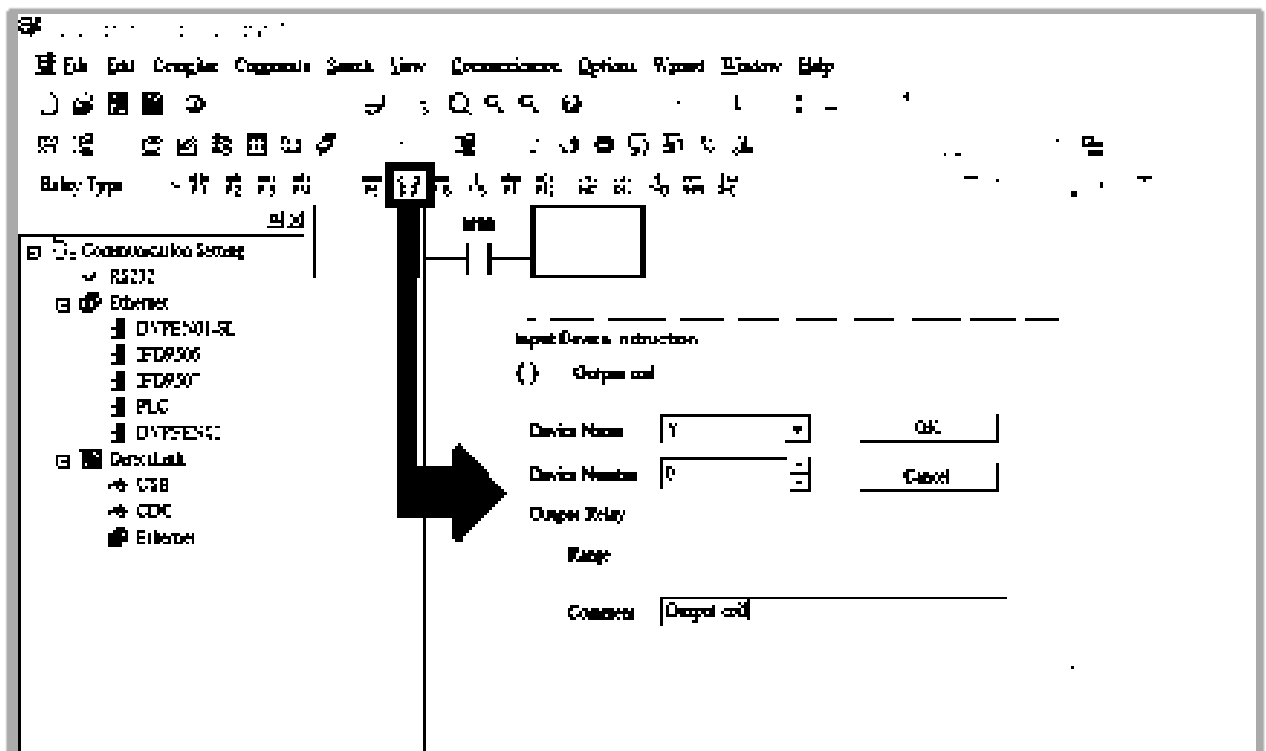 File Edit Compiler Comments Search View Communication Options Wizard Window Help
Relay Type
Communication Setting
RS232
Ethernet
DVPEN01-SL
IFD9506
IFD9507
PLC
DirectLink
USB
COM
Ethernet
Input Device Instruction
( ) Output coil
Device Name Y OK
Device Number 0 Cancel
Output Relay
Range
Comment Output coil